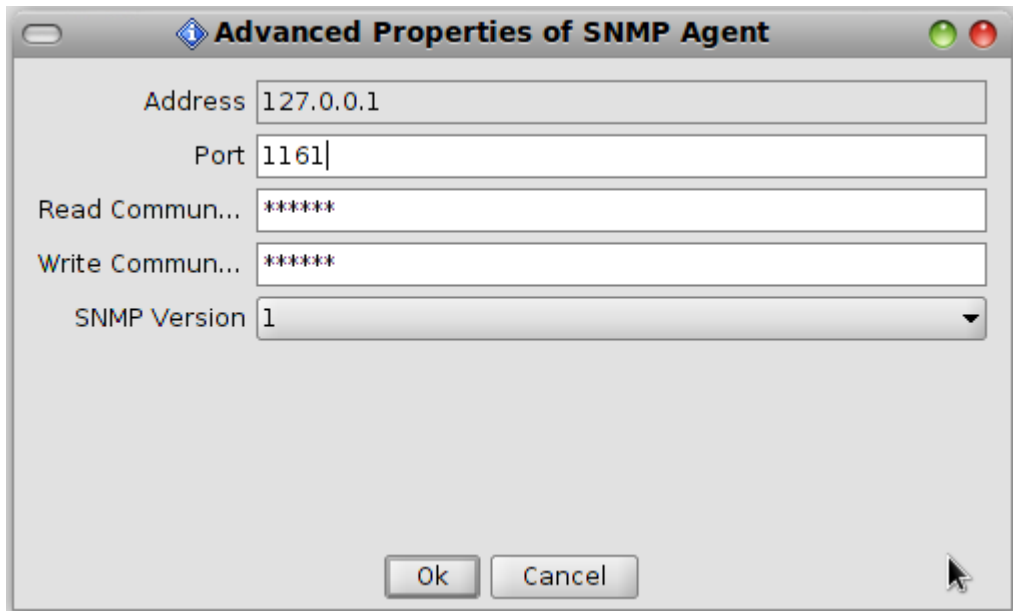 Advanced Properties of SNMP Agent
Address 127.0.0.1
Port 1161
Read Commun... ******
Write Commun... ******
SNMP Version 1
Ok Cancel